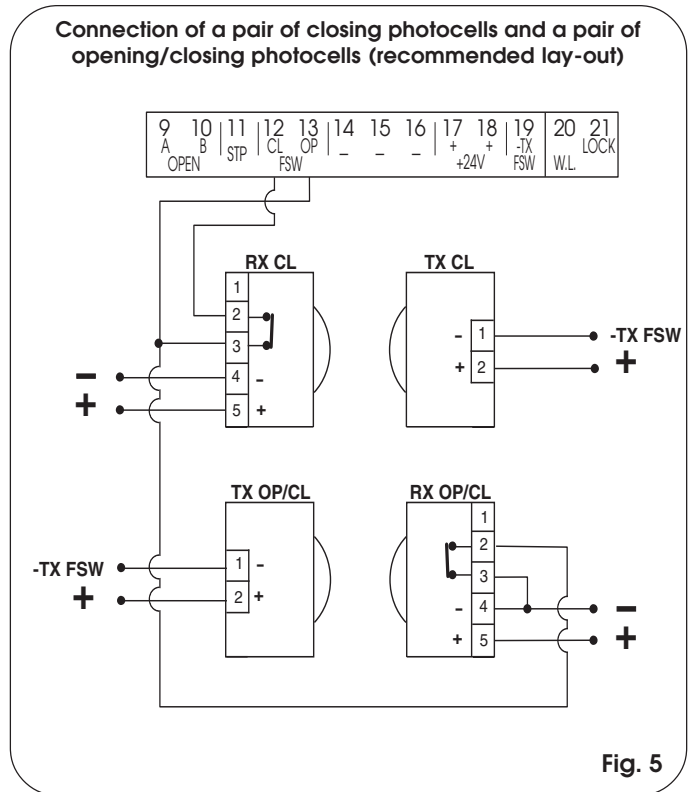 Connection of a pair of closing photocells and a pair of
opening/closing photocells (recommended lay-out)
9 10 11 12 13 14 15 16 17 18 19 20 21
A B STP CL OP – – – + + -TX LOCK
OPEN FSW +24V FSW W.L.
RX CL TX CL
1
2
3
4 -
5 +
–
+
- 1 -TX FSW
+ 2 +
TX OP/CL RX OP/CL
-TX FSW 1 -
+ 2 +
1
2
3
- 4 –
+ 5 +
Fig. 5